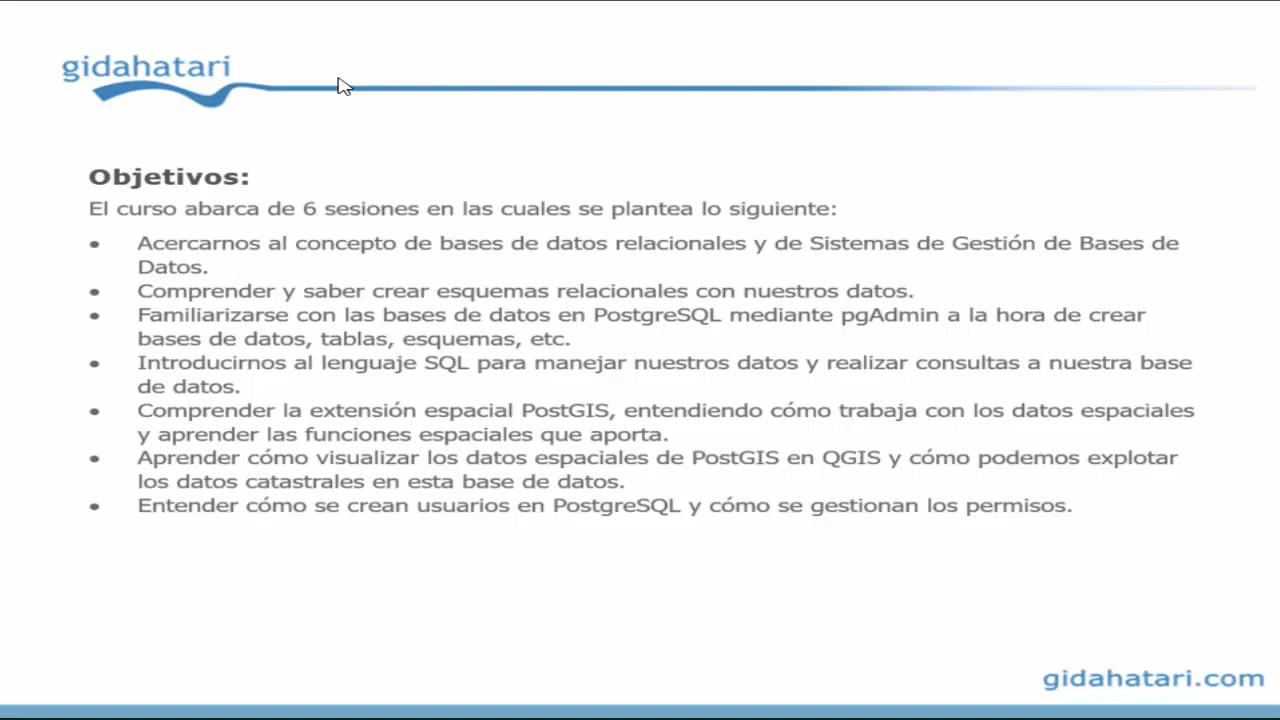 gidahatari
Objetivos:
El curso abarca de 6 sesiones en las cuales se plantea lo siguiente:
• Acercarnos al concepto de bases de datos relacionales y de Sistemas de Gestión de Bases de
Datos.
• Comprender y saber crear esquemas relacionales con nuestros datos.
• Familiarizarse con las bases de datos en PostgreSQL mediante pgAdmin a la hora de crear
bases de datos, tablas, esquemas, etc.
• Introducirnos al lenguaje SQL para manejar nuestros datos y realizar consultas a nuestra base
de datos.
• Comprender la extensión espacial PostGIS, entendiendo cómo trabaja con los datos espaciales
y aprender las funciones espaciales que aporta.
• Aprender cómo visualizar los datos espaciales de PostGIS en QGIS y cómo podemos explotar
los datos catastrales en esta base de datos.
• Entender cómo se crean usuarios en PostgreSQL y cómo se gestionan los permisos.
gidahatari.com